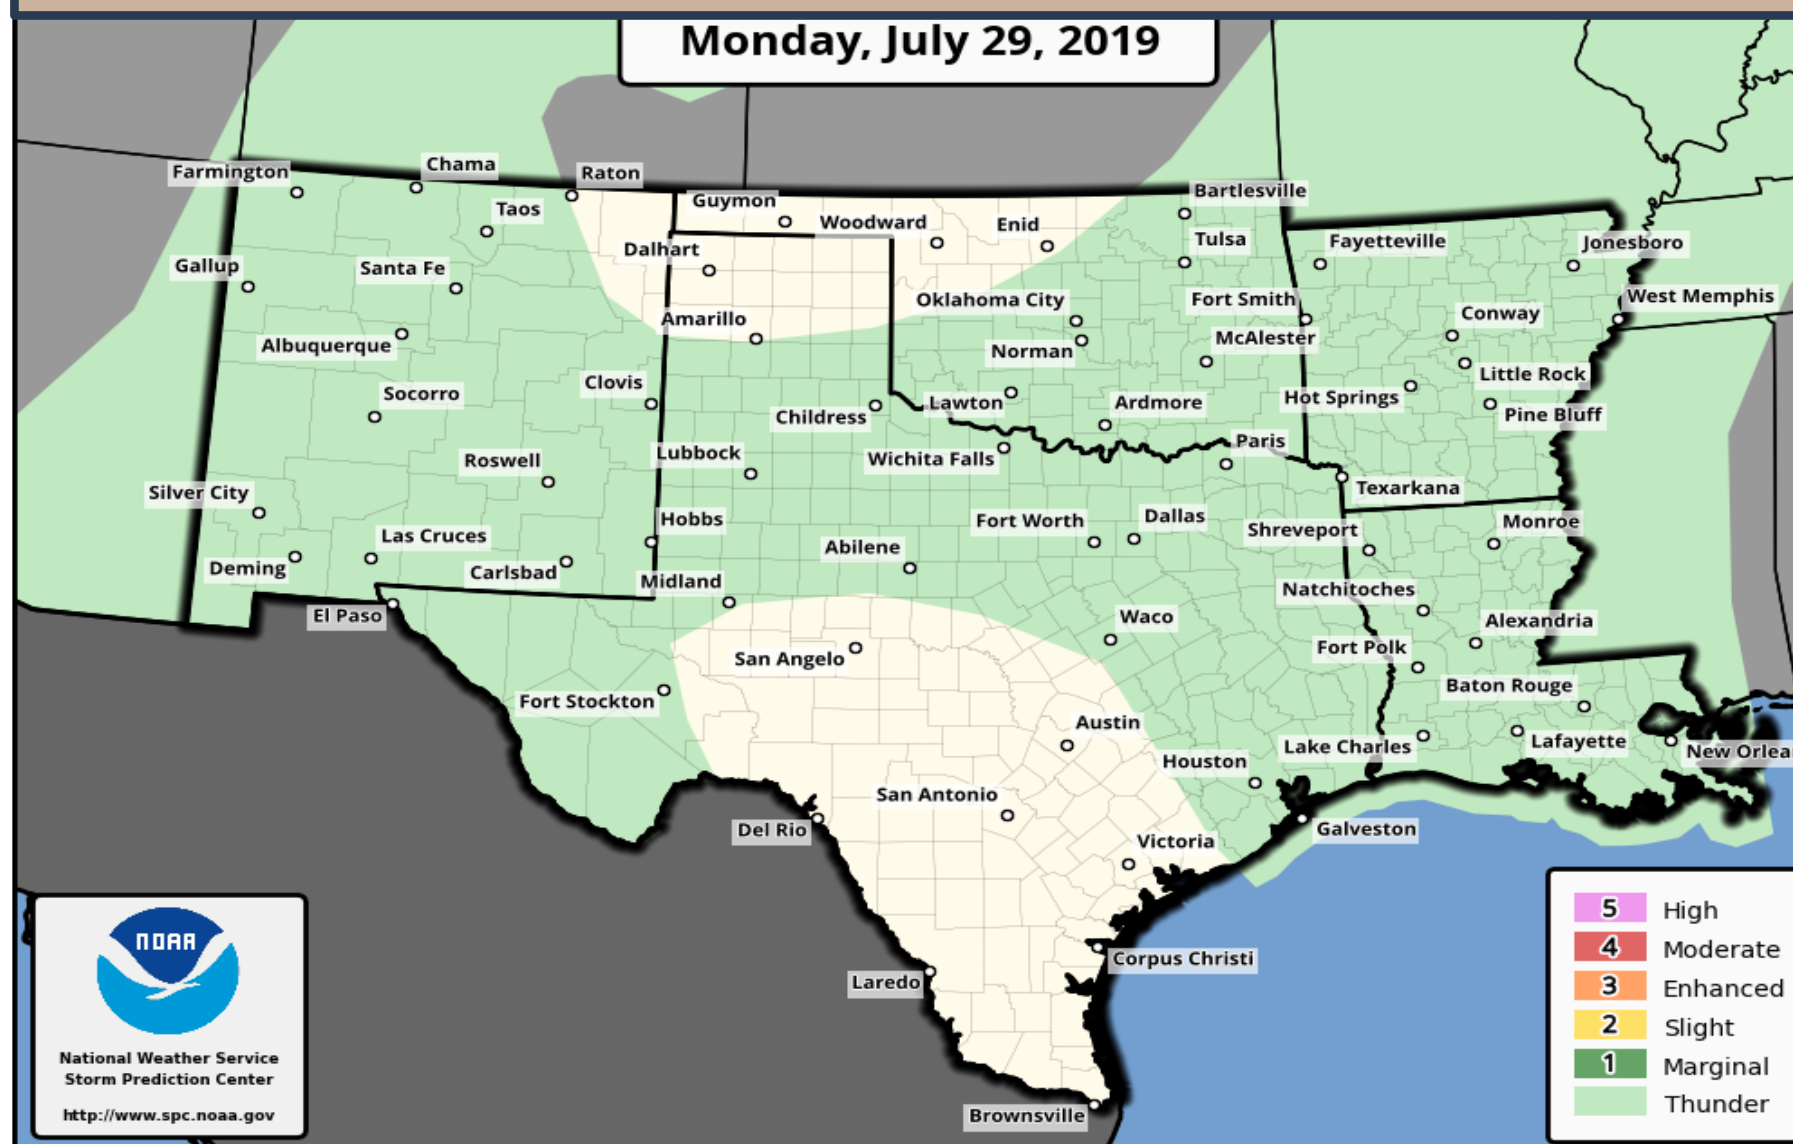 Monday, July 29, 2019
Farmington
Chama
Raton
Taos
Guymon
Woodward
Enid
Bartlesville
Tulsa
Fayetteville
Jonesboro
Gallup
Santa Fe
Dalhart
Oklahoma City
Fort Smith
West Memphis
Conway
Albuquerque
Amarillo
Norman
McAlester
Little Rock
Socorro
Clovis
Childress
Lawton
Ardmore
Hot Springs
Pine Bluff
Roswell
Lubbock
Wichita Falls
Paris
Texarkana
Silver City
Hobbs
Fort Worth
Dallas
Shreveport
Monroe
Las Cruces
Deming
Carlsbad
Midland
Abilene
Natchitoches
El Paso
Waco
Alexandria
San Angelo
Fort Polk
Fort Stockton
Baton Rouge
Austin
Lake Charles
Lafayette
New Orlea
Houston
San Antonio
Del Rio
Galveston
Victoria
Corpus Christi
Laredo
Brownsville
NOAA
National Weather Service
Storm Prediction Center
http://www.spc.noaa.gov
5 High
4 Moderate
3 Enhanced
2 Slight
1 Marginal
Thunder